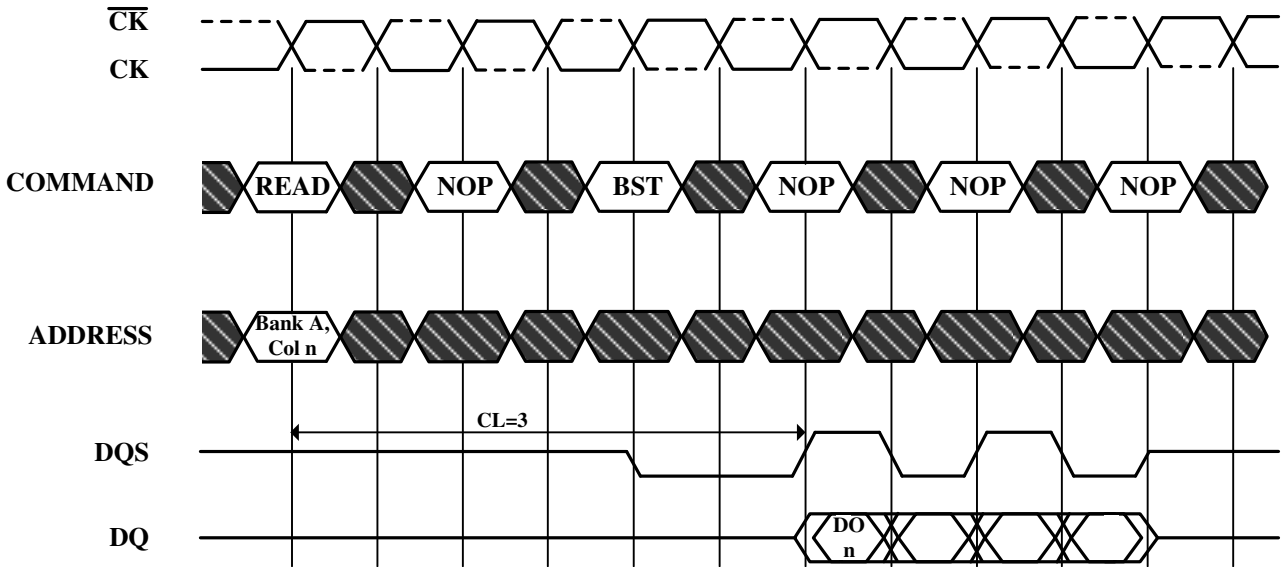 CK
CK
COMMAND READ NOP BST NOP NOP NOP
ADDRESS Bank A,
Col n
CL=3
DQS
DQ DO
n